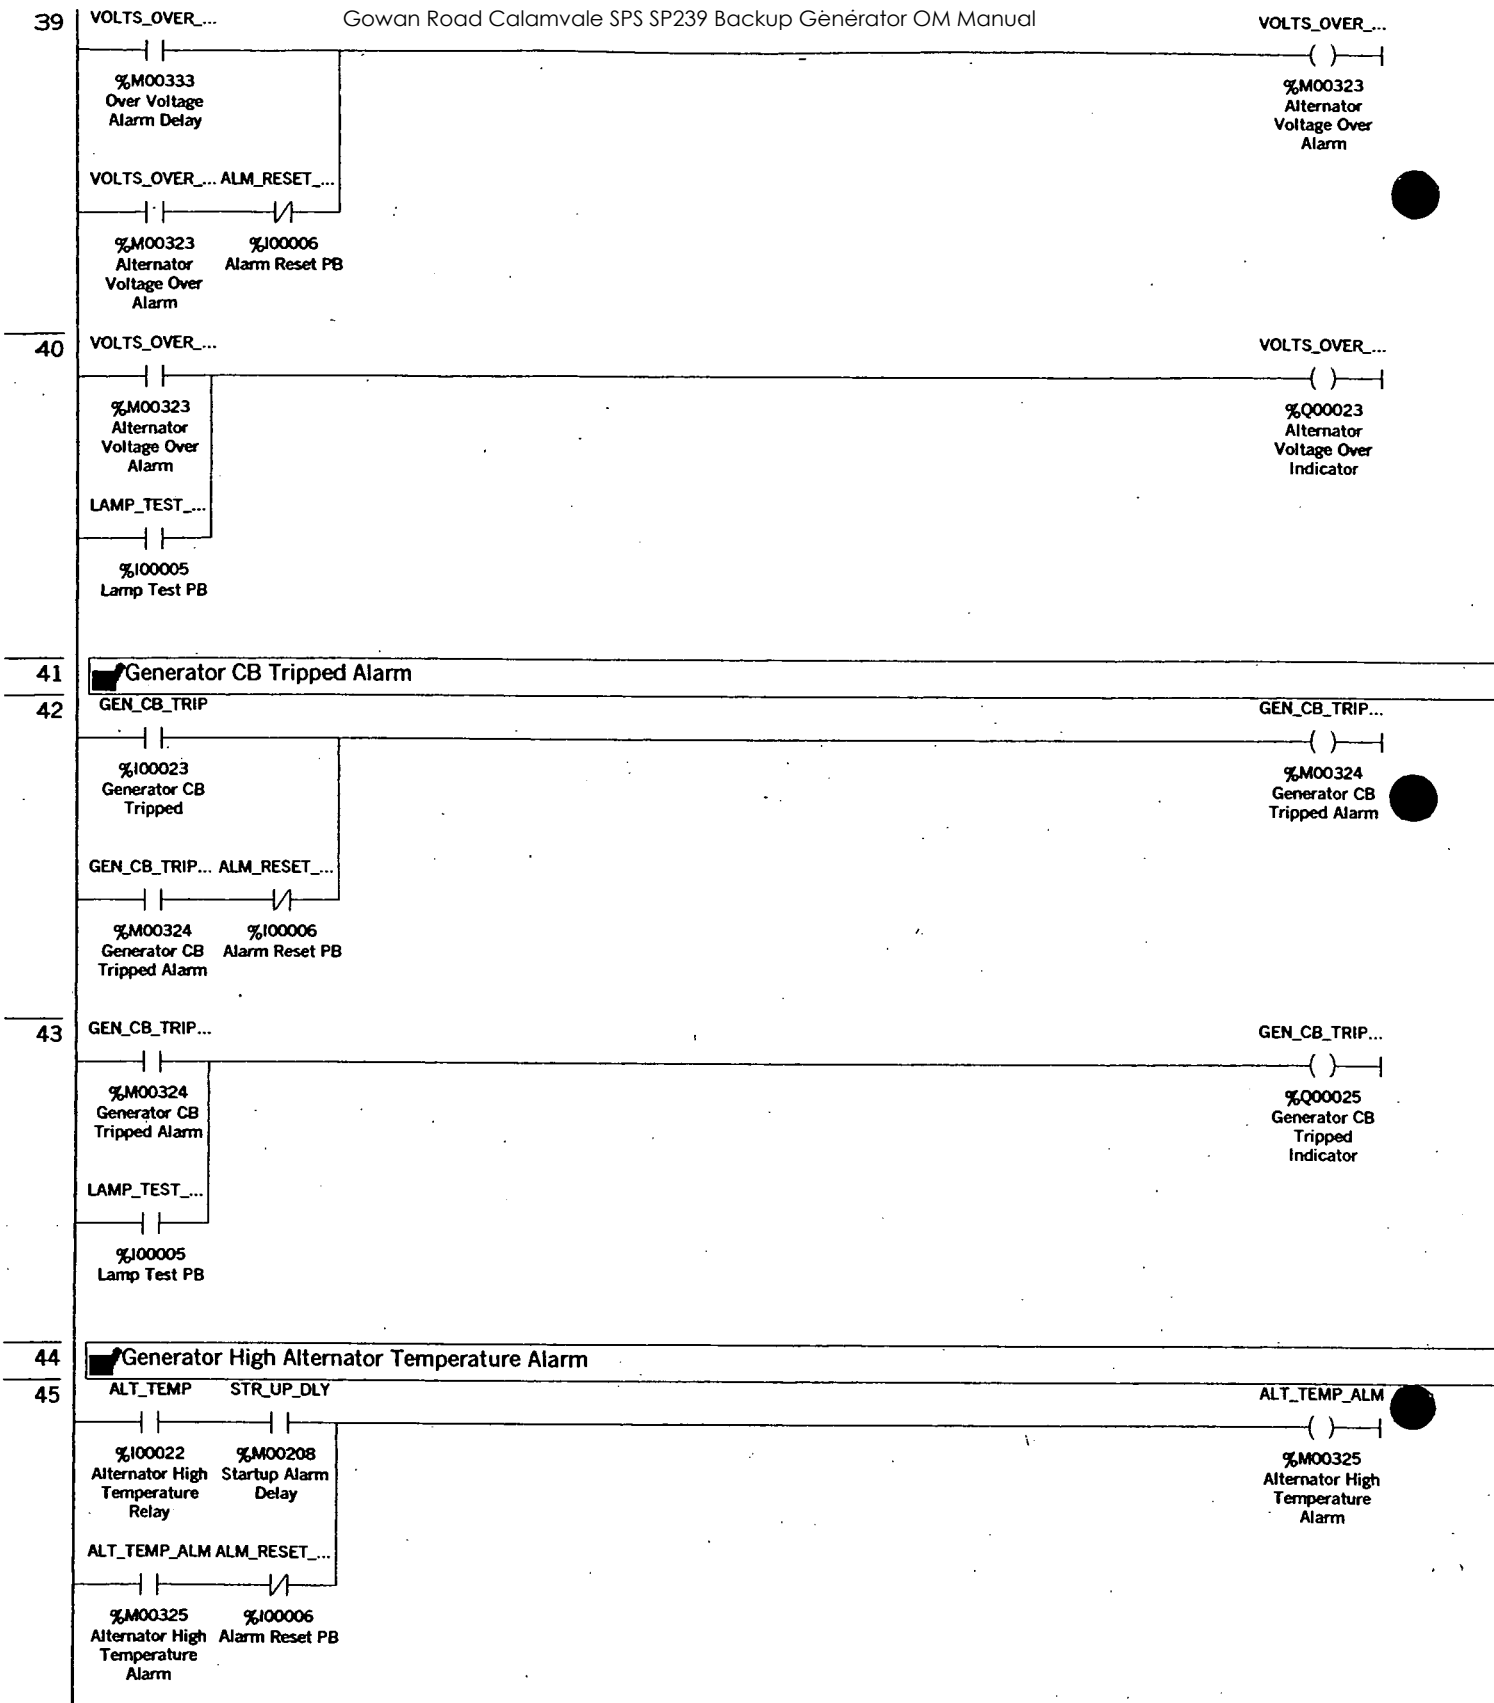 Gowan Road Calamvale SPS SP239 Backup Generator OM Manual
39
VOLTS_OVER_...
VOLTS_OVER_...
%M00333
Over Voltage
Alarm Delay
%M00323
Alternator
Voltage Over
Alarm
VOLTS_OVER_... ALM_RESET_...
%M00323
Alternator
Voltage Over
Alarm
%I00006
Alarm Reset PB
40
VOLTS_OVER_...
VOLTS_OVER_...
%M00323
Alternator
Voltage Over
Alarm
%Q00023
Alternator
Voltage Over
Indicator
LAMP_TEST_...
%I00005
Lamp Test PB
41
Generator CB Tripped Alarm
42
GEN_CB_TRIP
GEN_CB_TRIP...
%I00023
Generator CB
Tripped
%M00324
Generator CB
Tripped Alarm
GEN_CB_TRIP... ALM_RESET_...
%M00324
Generator CB
Tripped Alarm
%I00006
Alarm Reset PB
43
GEN_CB_TRIP...
GEN_CB_TRIP...
%M00324
Generator CB
Tripped Alarm
%Q00025
Generator CB
Tripped
Indicator
LAMP_TEST_...
%I00005
Lamp Test PB
44
Generator High Alternator Temperature Alarm
45
ALT_TEMP STR_UP_DLY
ALT_TEMP_ALM
%I00022
Alternator High
Temperature
Relay
%M00208
Startup Alarm
Delay
%M00325
Alternator High
Temperature
Alarm
ALT_TEMP_ALM ALM_RESET_...
%M00325
Alternator High
Temperature
Alarm
%I00006
Alarm Reset PB